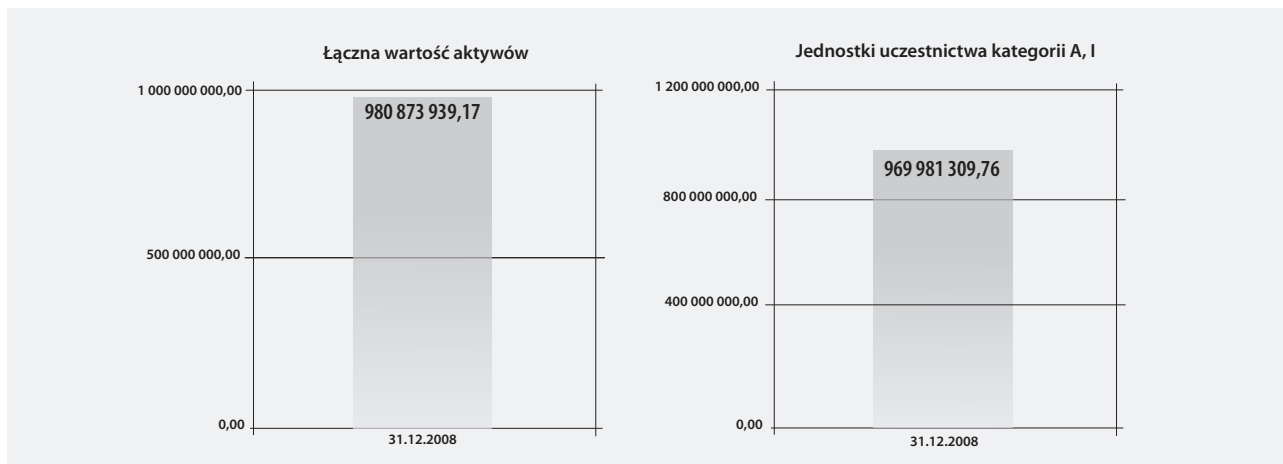 Łączna wartość aktywów
1 000 000 000,00
980 873 939,17
500 000 000,00
0,00
31.12.2008
Jednostki uczestnictwa kategorii A, I
1 200 000 000,00
969 981 309,76
800 000 000,00
400 000 000,00
0,00
31.12.2008